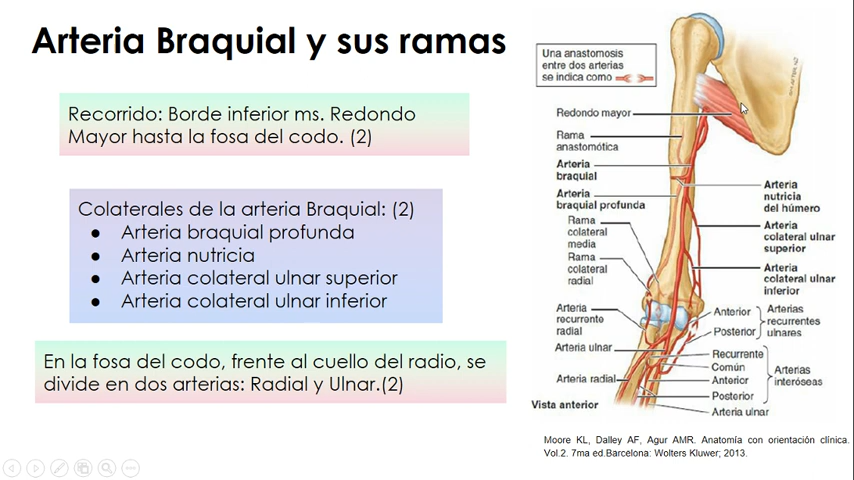 Arteria Braquial y sus ramas
Recorrido: Borde inferior ms. Redondo
Mayor hasta la fosa del codo. (2)
Colaterales de la arteria Braquial: (2)
● Arteria braquial profunda
● Arteria nutricia
● Arteria colateral ulnar superior
● Arteria colateral ulnar inferior
En la fosa del codo, frente al cuello del radio, se
divide en dos arterias: Radial y Ulnar.(2)
Una anastomosis
entre dos arterias
se indica como
Redondo mayor
Rama
anastomótica
Arteria
braquial
Arteria
braquial profunda
Rama
colateral
media
Rama
colateral
radial
Arteria
recurrente
radial
Arteria ulnar
Arteria radial
Vista anterior
Arteria
nutricia
del húmero
Arteria
colateral ulnar
superior
Arteria
colateral ulnar
inferior
Anterior
Posterior
Arterias
recurrentes
ulnares
Recurrente
Común
Anterior
Posterior
Arterias
interóseas
Arteria ulnar
Moore KL, Dalley AF, Agur AMR. Anatomía con orientación clínica.
Vol.2. 7ma ed.Barcelona: Wolters Kluwer; 2013.